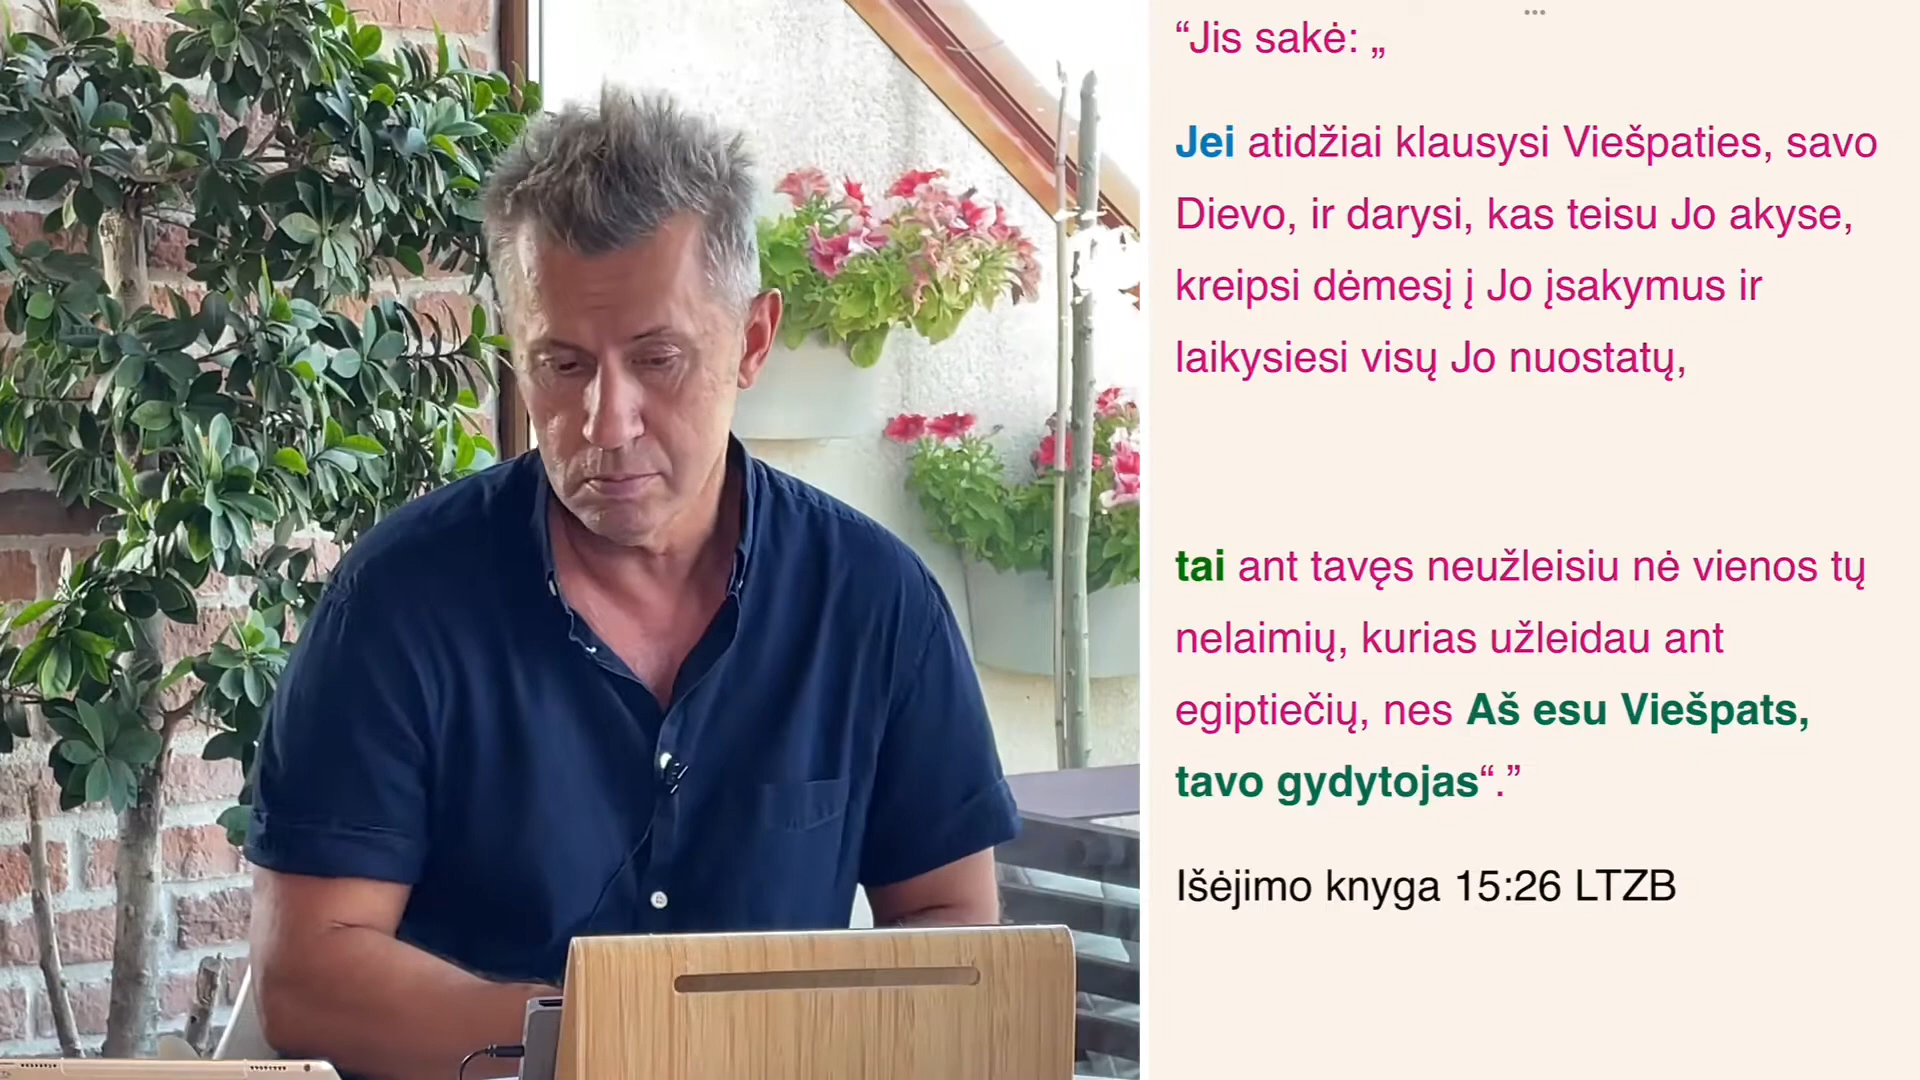 “Jis sakė: „
Jei atidžiai klausysi Viešpaties, savo
Dievo, ir darysi, kas teisu Jo akyse,
kreipsi dėmesį į Jo įsakymus ir
laikysiesi visų Jo nuostatų,
tai ant tavęs neužleisiu nė vienos tų
nelaimių, kurias užleidau ant
egiptiečių, nes Aš esu Viešpats,
tavo gydytojas“.”
Išėjimo knyga 15:26 LTZB